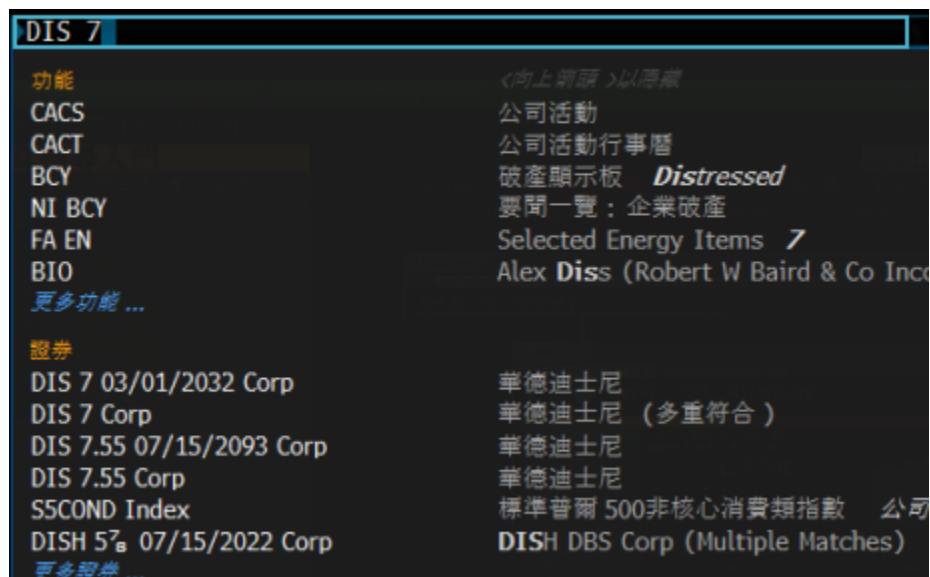 DIS 7
功能 <向上箭頭 >以隱藏
CACS 公司活動
CACT 公司活動行事曆
BCY 破產顯示板 Distressed
NI BCY 要聞一覽：企業破產
FA EN Selected Energy Items 7
BIO Alex Diss (Robert W Baird & Co Inco
更多功能 ...
證券
DIS 7 03/01/2032 Corp 華德迪士尼
DIS 7 Corp 華德迪士尼 (多重符合)
DIS 7.55 07/15/2093 Corp 華德迪士尼
DIS 7.55 Corp 華德迪士尼
S5COND Index 標準普爾 500非核心消費類指數 公司
DISH 5⅞ 07/15/2022 Corp DISH DBS Corp (Multiple Matches)
更多證券 ...